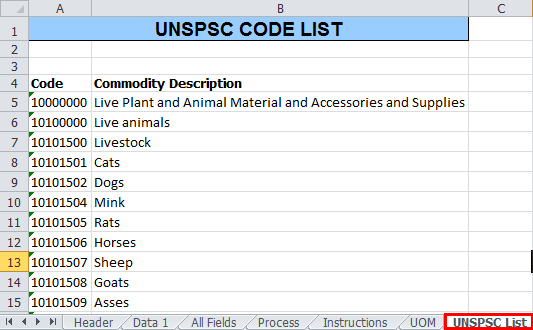 A B C
1 UNSPSC CODE LIST
2
3
4 Code Commodity Description
5 10000000 Live Plant and Animal Material and Accessories and Supplies
6 10100000 Live animals
7 10101500 Livestock
8 10101501 Cats
9 10101502 Dogs
10 10101504 Mink
11 10101505 Rats
12 10101506 Horses
13 10101507 Sheep
14 10101508 Goats
15 10101509 Asses
Header Data 1 All Fields Process Instructions UOM UNSPSC List